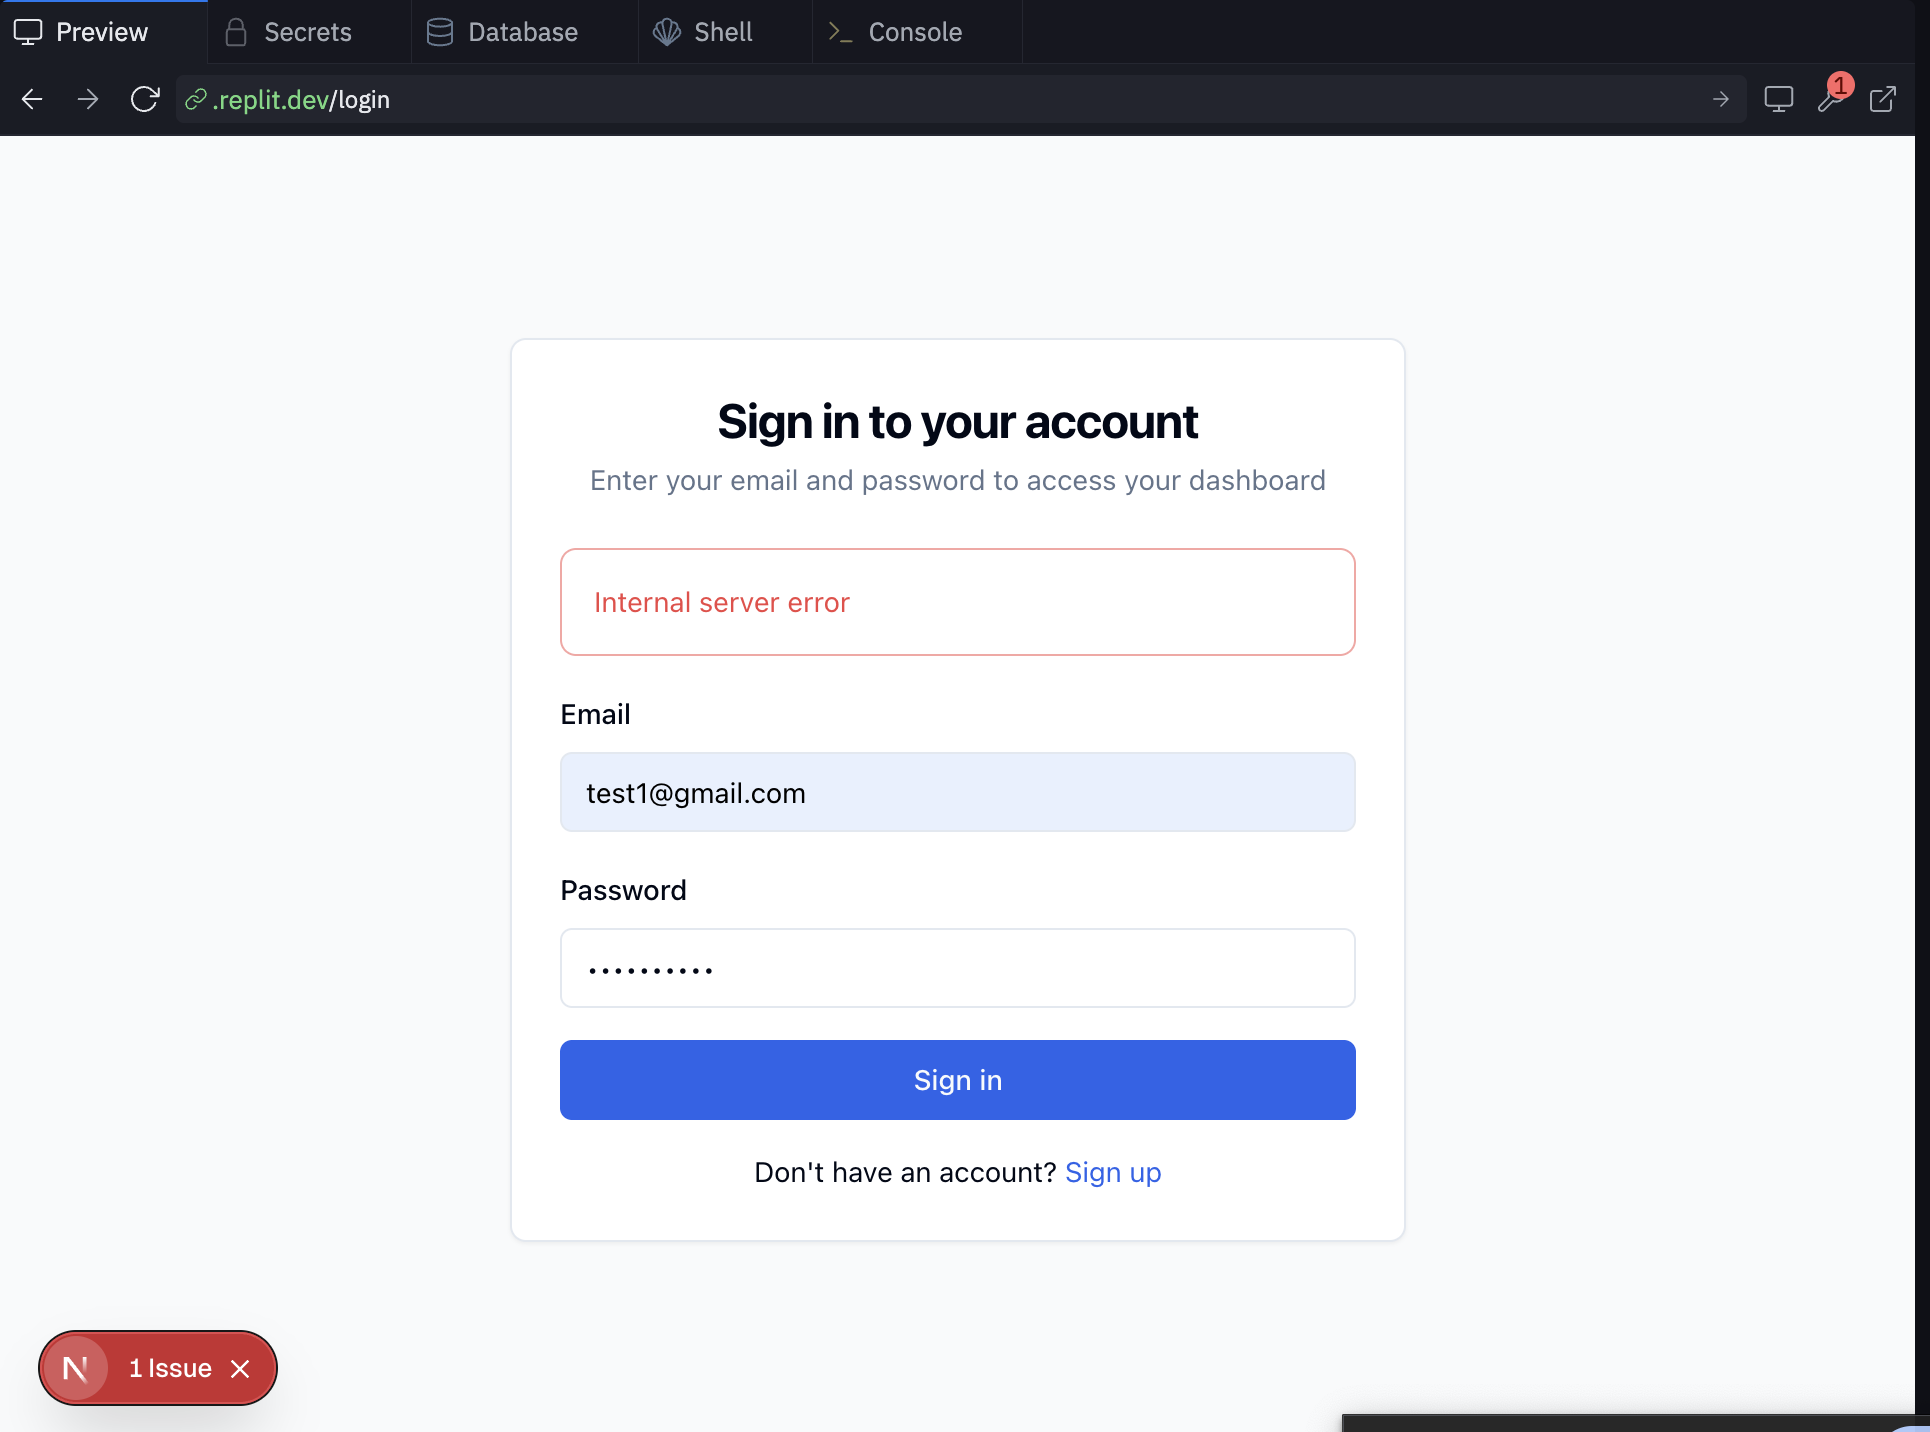 Preview Secrets Database Shell Console
.replit.dev/login 1
Sign in to your account
Enter your email and password to access your dashboard
Internal server error
Email
test1@gmail.com
Password
••••••••••
Sign in
Don't have an account? Sign up
N 1 Issue